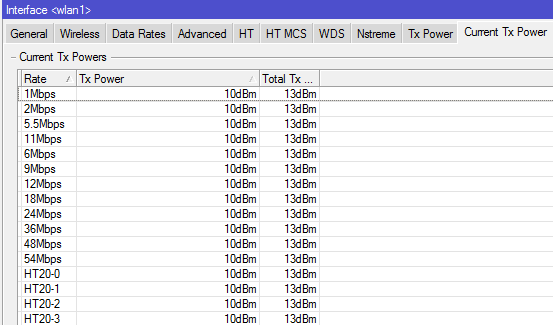 Interface <wlan1>
General Wireless Data Rates Advanced HT HT MCS WDS Nstreme Tx Power Current Tx Power
Current Tx Powers
Rate Tx Power Total Tx ...
1Mbps 10dBm 13dBm
2Mbps 10dBm 13dBm
5.5Mbps 10dBm 13dBm
11Mbps 10dBm 13dBm
6Mbps 10dBm 13dBm
9Mbps 10dBm 13dBm
12Mbps 10dBm 13dBm
18Mbps 10dBm 13dBm
24Mbps 10dBm 13dBm
36Mbps 10dBm 13dBm
48Mbps 10dBm 13dBm
54Mbps 10dBm 13dBm
HT20-0 10dBm 13dBm
HT20-1 10dBm 13dBm
HT20-2 10dBm 13dBm
HT20-3 10dBm 13dBm